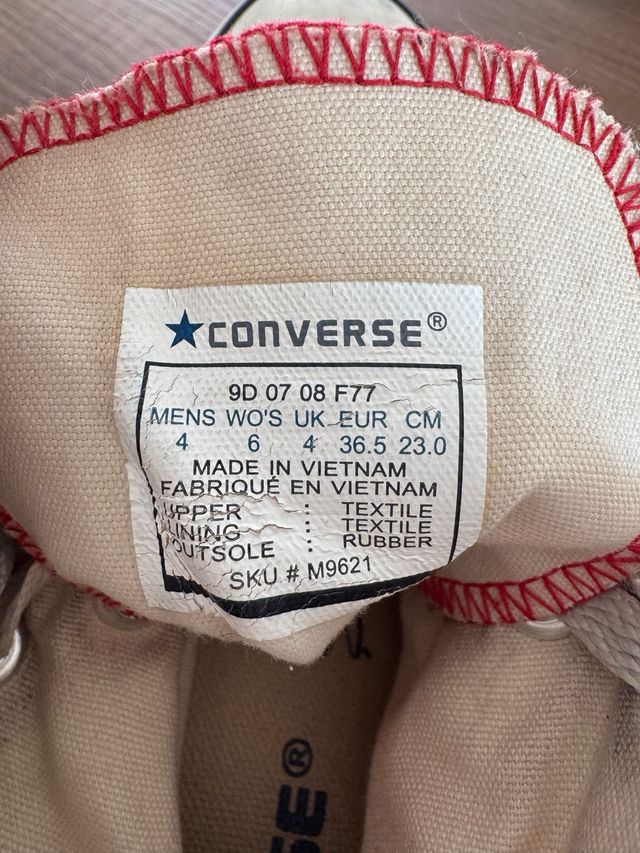 CONVERSE®
9D 07 08 F77
MENS WO'S UK EUR CM
4 6 4 36.5 23.0
MADE IN VIETNAM
FABRIQUÉ EN VIETNAM
UPPER : TEXTILE
LINING : TEXTILE
OUTSOLE : RUBBER
SKU # M9621
SE®